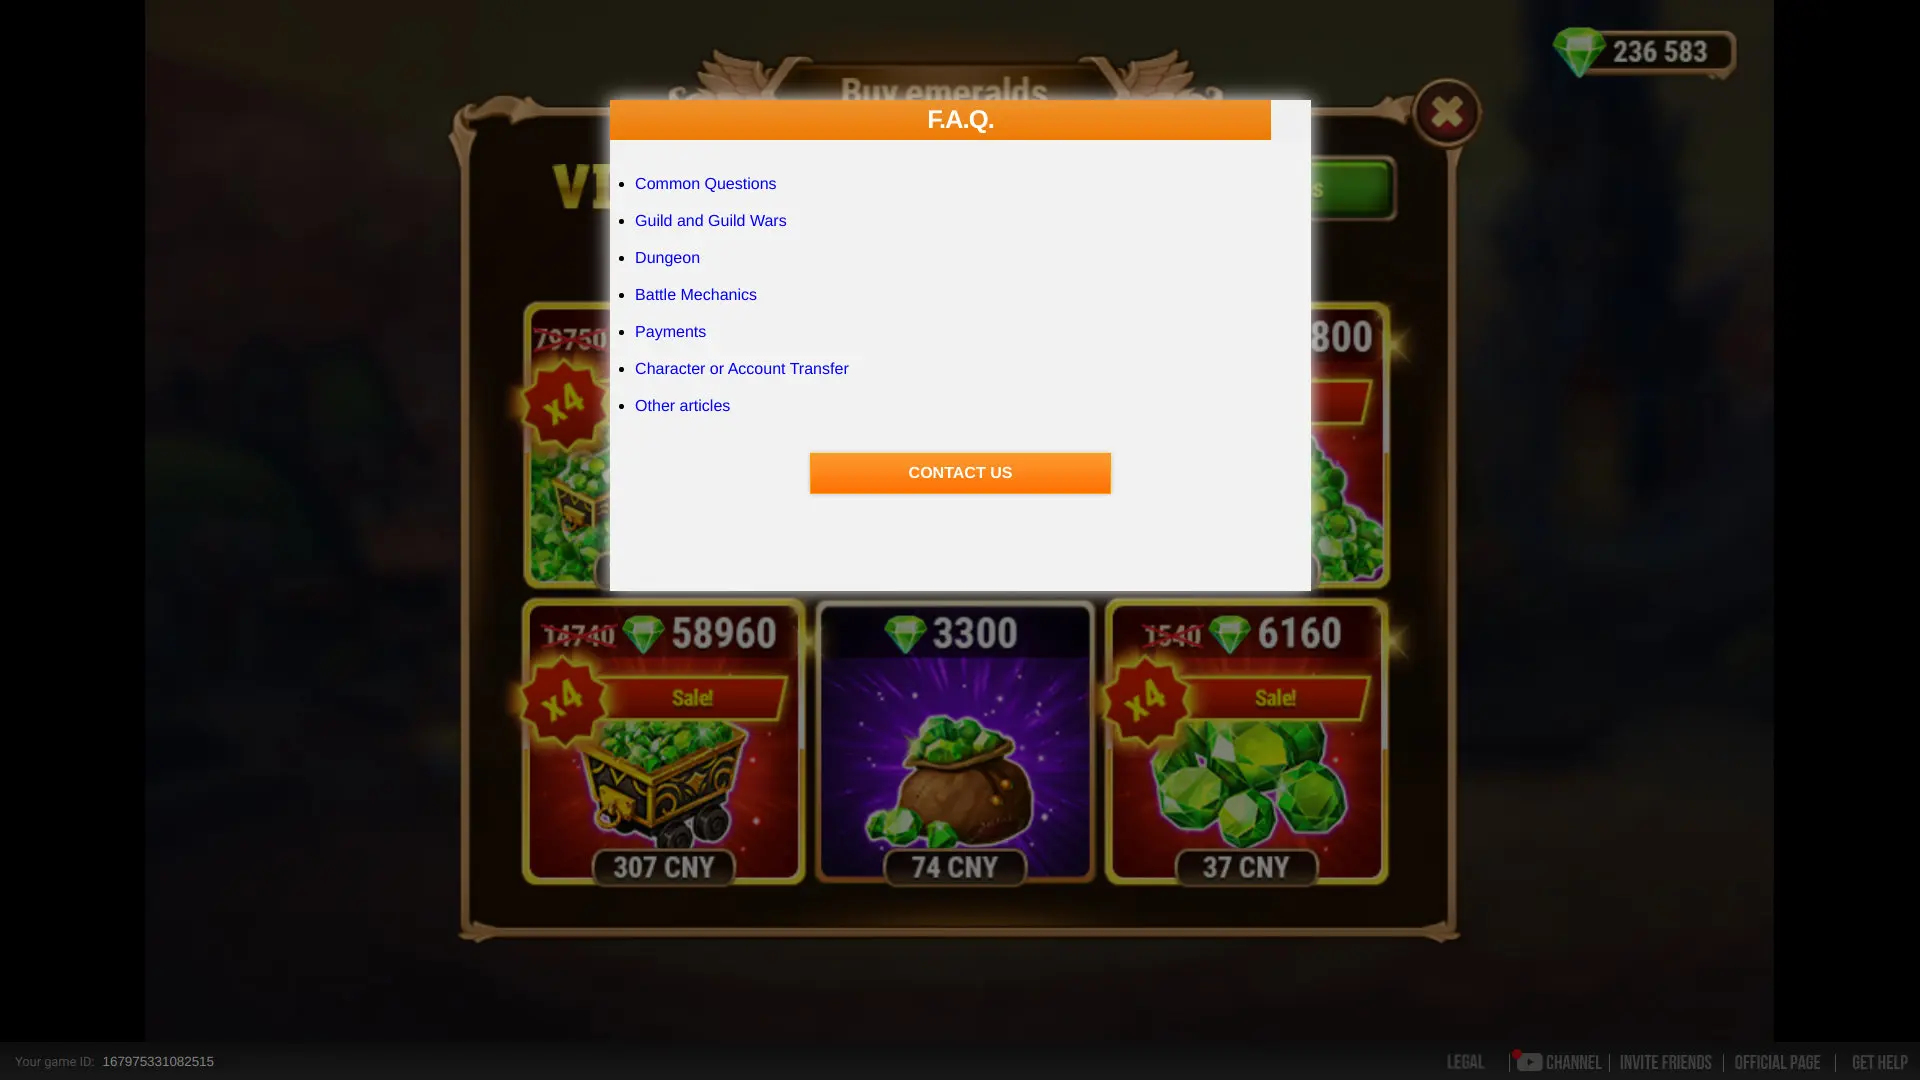 236 583
Buy emeralds
F.A.Q.
Common Questions
Guild and Guild Wars
Dungeon
Battle Mechanics
Payments
Character or Account Transfer
Other articles
CONTACT US
79750
x4
800
14740 58960
x4 Sale!
307 CNY
3300
74 CNY
1540 6160
x4 Sale!
37 CNY
Your game ID: 167975331082515
LEGAL | CHANNEL | INVITE FRIENDS | OFFICIAL PAGE | GET HELP